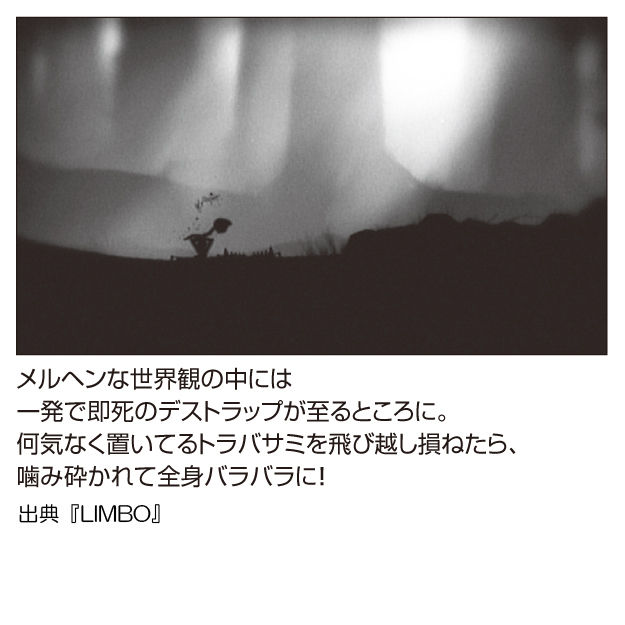 メルヘンな世界観の中には
一発で即死のデストラップが至るところに。
何気なく置いてるトラバサミを飛び越し損ねたら、
噛み砕かれて全身バラバラに!
出典『LIMBO』